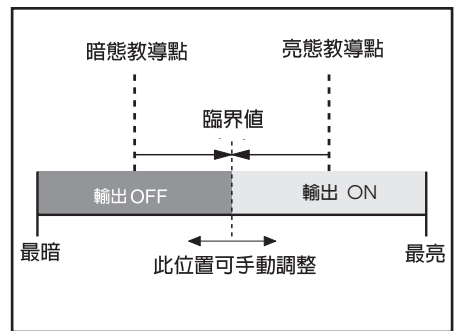 暗態教導點
亮態教導點
臨界值
輸出OFF
輸出 ON
最暗
此位置可手動調整
最亮